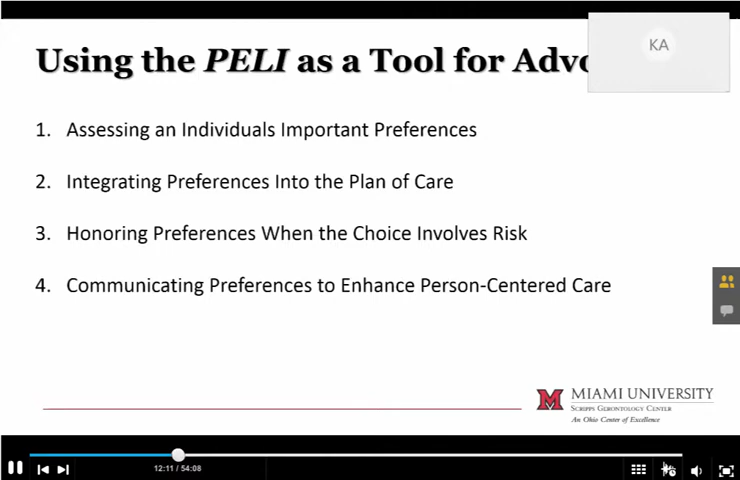 Using the PELI as a Tool for Advo
KA
1. Assessing an Individuals Important Preferences
2. Integrating Preferences Into the Plan of Care
3. Honoring Preferences When the Choice Involves Risk
4. Communicating Preferences to Enhance Person-Centered Care
M
MIAMI UNIVERSITY
SCRIPPS GERONTOLOGY CENTER
An Ohio Center of Excellence
12:11 / 54:08